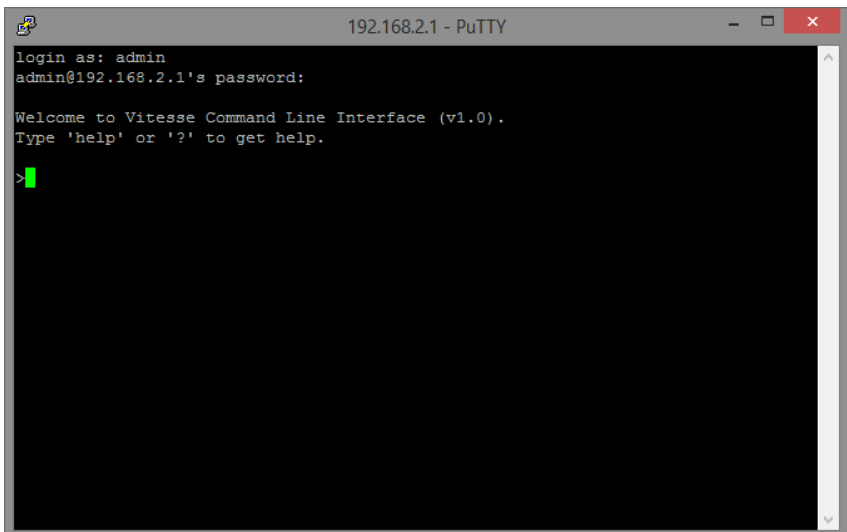 192.168.2.1 - PuTTY
login as: admin
admin@192.168.2.1's password:
Welcome to Vitesse Command Line Interface (v1.0).
Type 'help' or '?' to get help.
>